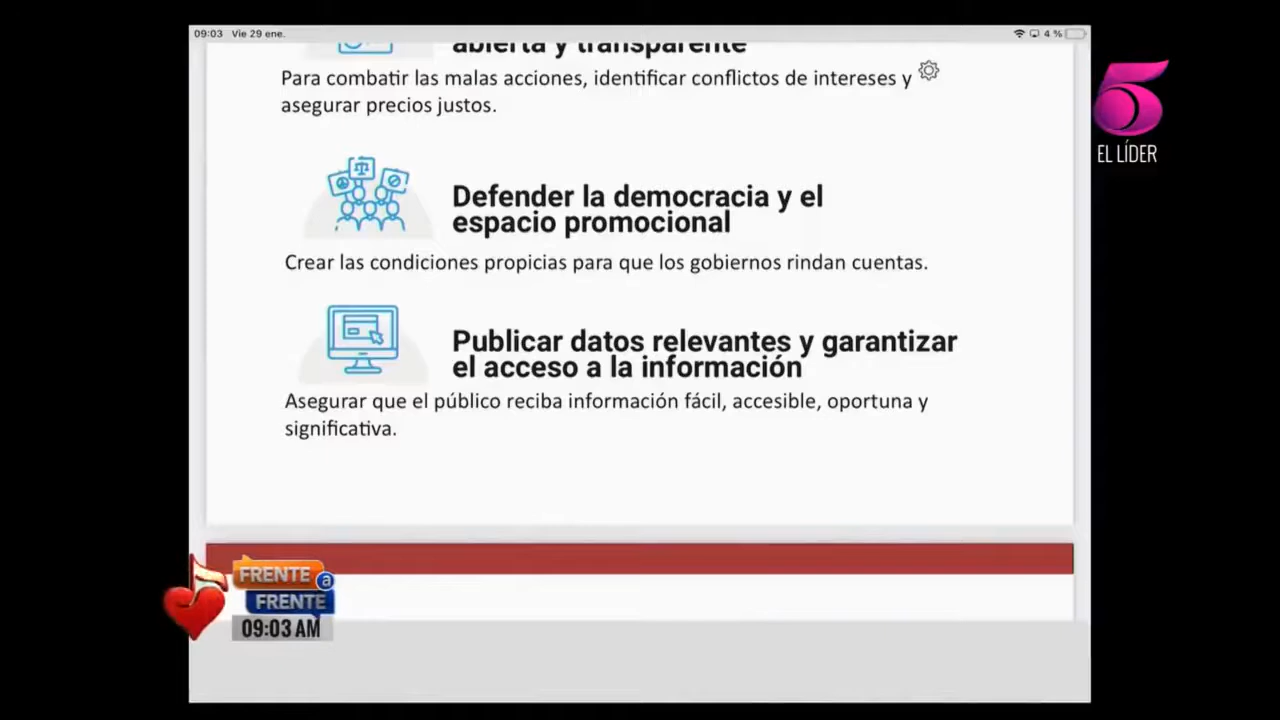 09:03 Vie 29 ene.
4 %
abierta y transparente
Para combatir las malas acciones, identificar conflictos de intereses y
asegurar precios justos.
5
EL LÍDER
Defender la democracia y el
espacio promocional
Crear las condiciones propicias para que los gobiernos rindan cuentas.
Publicar datos relevantes y garantizar
el acceso a la información
Asegurar que el público reciba información fácil, accesible, oportuna y
significativa.
FRENTE a
FRENTE
09:03 AM